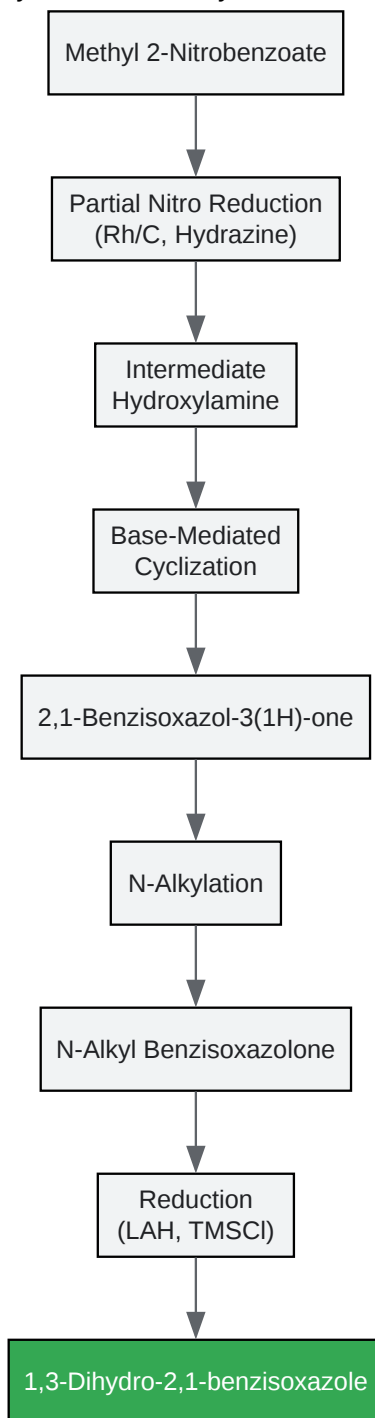 Methyl 2-Nitrobenzoate
Partial Nitro Reduction
(Rh/C, Hydrazine)
Intermediate
Hydroxylamine
Base-Mediated
Cyclization
2,1-Benzisoxazol-3(1H)-one
N-Alkylation
N-Alkyl Benzisoxazolone
Reduction
(LAH, TMSCl)
1,3-Dihydro-2,1-benzisoxazole